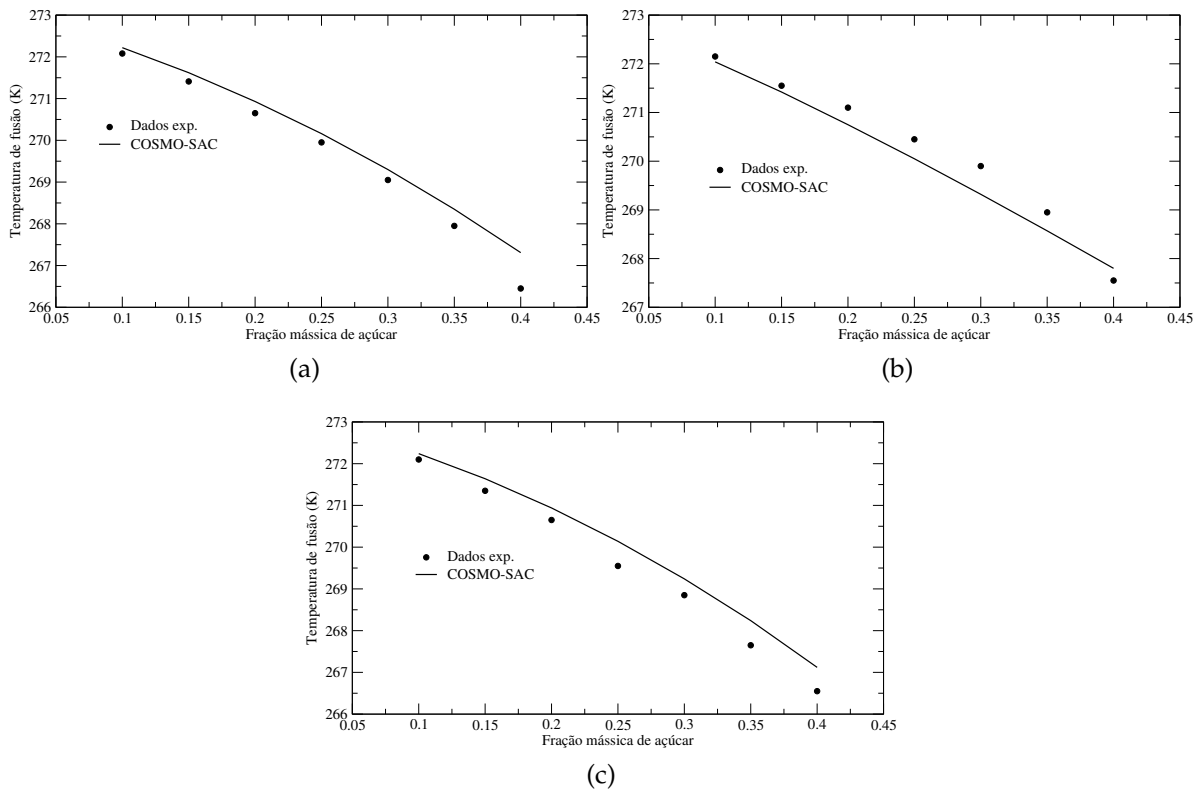 273
272
271
270
269
268
267
266
Temperatura de fusão (K)
Dados exp.
COSMO-SAC
0.05 0.1 0.15 0.2 0.25 0.3 0.35 0.4 0.45
Fração mássica de açúcar
(a)
273
272
271
270
269
268
267
Temperatura de fusão (K)
Dados exp.
COSMO-SAC
0.05 0.1 0.15 0.2 0.25 0.3 0.35 0.4 0.45
Fração mássica de açúcar
(b)
273
272
271
270
269
268
267
266
Temperatura de fusão (K)
Dados exp.
COSMO-SAC
0.05 0.1 0.15 0.2 0.25 0.3 0.35 0.4 0.45
Fração mássica de açúcar
(c)